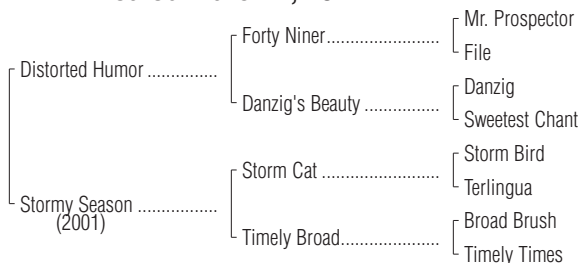 Mr. Prospector
Forty Niner........................
File
Distorted Humor ...............
Danzig
Danzig's Beauty ................
Sweetest Chant
Storm Bird
Storm Cat .........................
Terlingua
Stormy Season .................
(2001)
Broad Brush
Timely Broad.....................
Timely Times